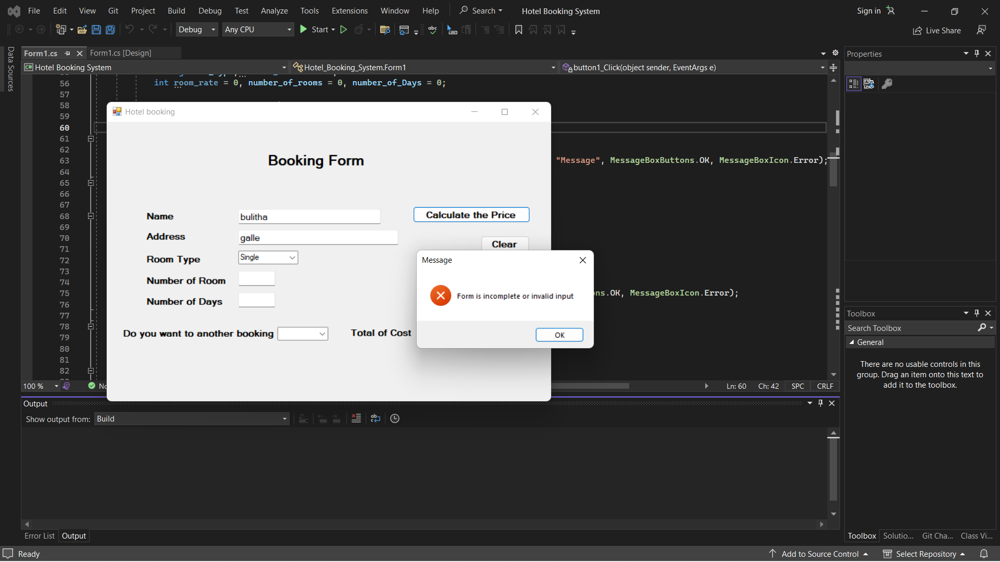 File Edit View Git Project Build Debug Test Analyze Tools Extensions Window Help Search Hotel Booking System Sign in
Debug Any CPU Start Live Share
Data Sources
Form1.cs Form1.cs [Design]
Hotel Booking System Hotel_Booking_System.Form1 button1_Click(object sender, EventArgs e)
56 int room_rate = 0, number_of_rooms = 0, number_of_Days = 0;
57
58
59
60
61
62
63 "Message", MessageBoxButtons.OK, MessageBoxIcon.Error);
64
65
66
67
68
69
70
71
72
73
74
75 ns.OK, MessageBoxIcon.Error);
76
77
78
79
80
81
82
Hotel booking
Booking Form
Name bulitha Calculate the Price
Address galle
Clear
Room Type Single
Number of Room
Number of Days
Do you want to another booking Total of Cost
Message
Form is incomplete or invalid input
OK
100 % No Ln: 60 Ch: 42 SPC CRLF
Output
Show output from: Build
Error List Output
Properties
Toolbox
Search Toolbox
General
There are no usable controls in this
group. Drag an item onto this text to
add it to the toolbox.
Toolbox Solutio... Git Cha... Class Vi...
Ready Add to Source Control Select Repository